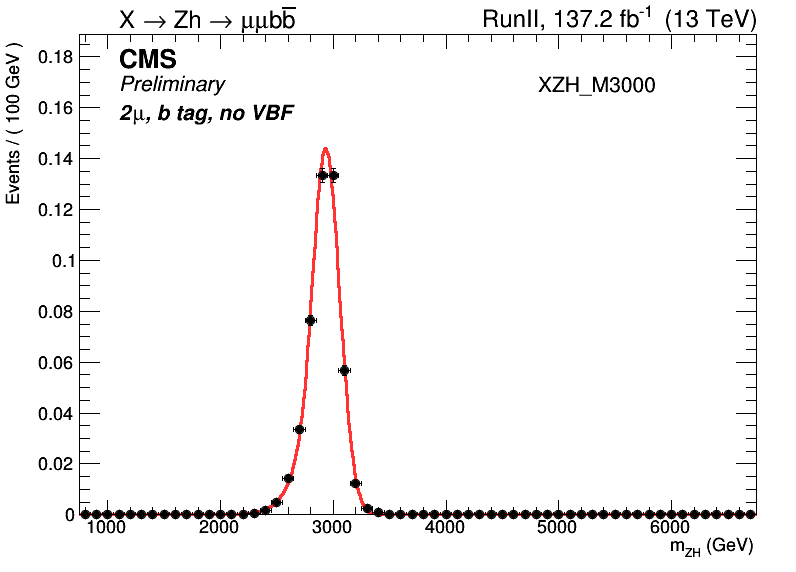 X → Zh → μμbb̅
RunII, 137.2 fb⁻¹ (13 TeV)
CMS
Preliminary
XZH_M3000
2μ, b tag, no VBF
Events / ( 100 GeV )
0.18
0.16
0.14
0.12
0.1
0.08
0.06
0.04
0.02
0
1000 2000 3000 4000 5000 6000
m_ZH (GeV)